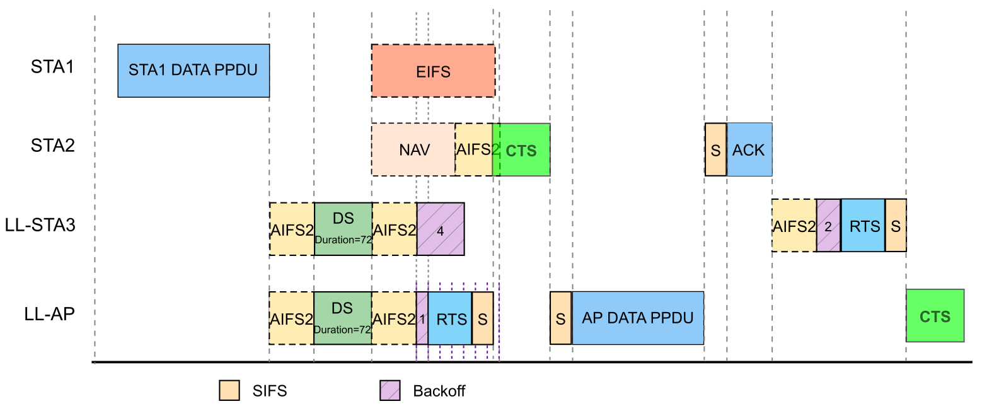 STA1
STA1 DATA PPDU
EIFS
STA2
NAV
AIFS2
CTS
S
ACK
LL-STA3
AIFS2
DS
Duration=72
AIFS2
4
AIFS2
2
RTS
S
LL-AP
AIFS2
DS
Duration=72
AIFS2
1
RTS
S
S
AP DATA PPDU
CTS
SIFS
Backoff